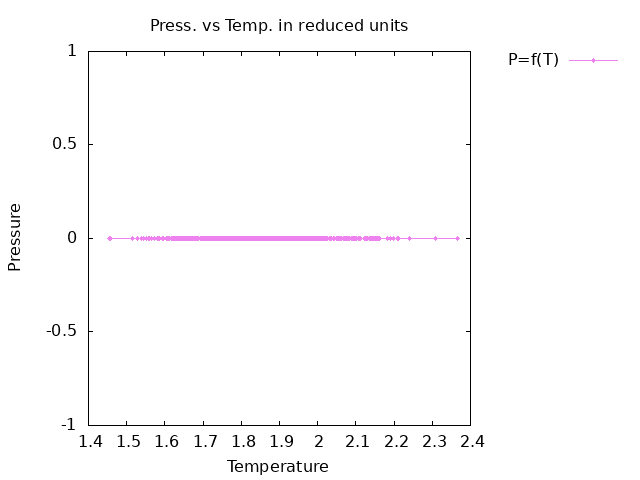 Press. vs Temp. in reduced units
P=f(T)
1
0.5
0
-0.5
-1
Pressure
1.4 1.5 1.6 1.7 1.8 1.9 2 2.1 2.2 2.3 2.4
Temperature